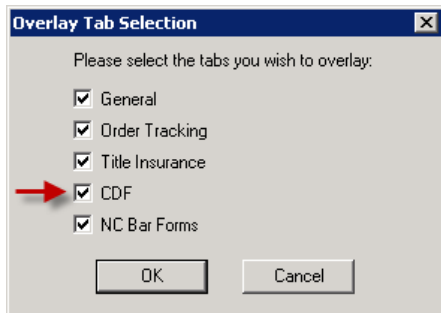 Overlay Tab Selection
Please select the tabs you wish to overlay:
General
Order Tracking
Title Insurance
CDF
NC Bar Forms
OK Cancel